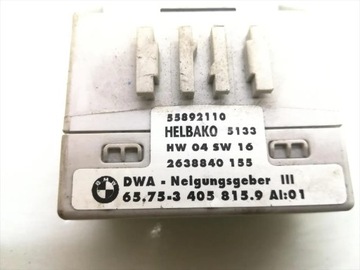 55892110
HELBAKO 5133
HW 04 SW 16
2638840 155
BMW
DWA - Neigungsgeber III
65.75-3 405 815.9 AI:01